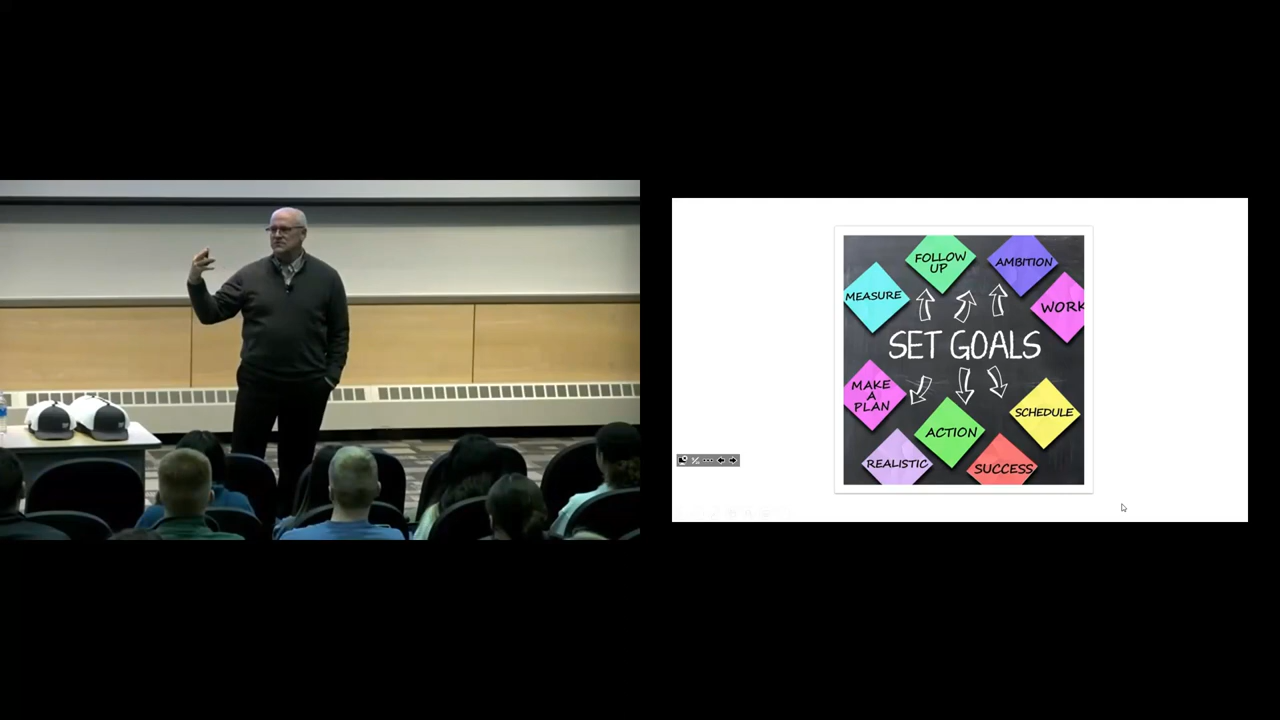 FOLLOW
UP
AMBITION
MEASURE
WORK
SET GOALS
MAKE
A
PLAN
SCHEDULE
ACTION
REALISTIC
SUCCESS